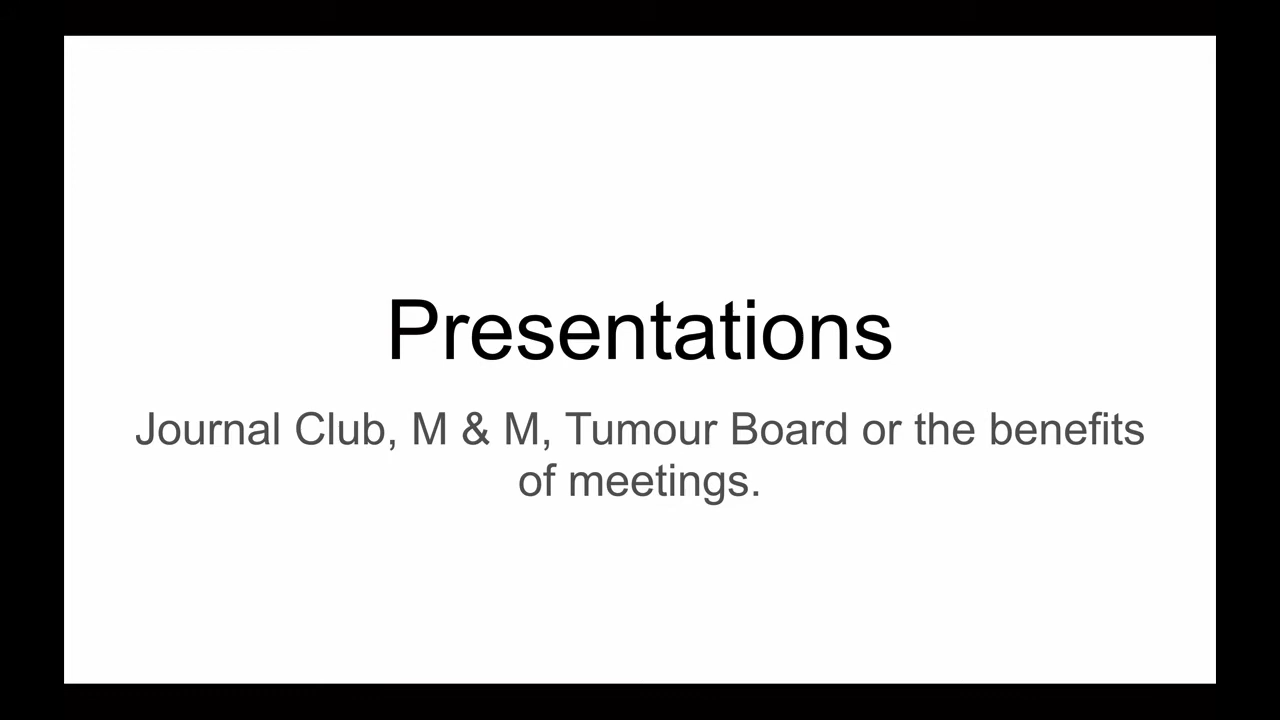 Presentations
Journal Club, M & M, Tumour Board or the benefits
of meetings.